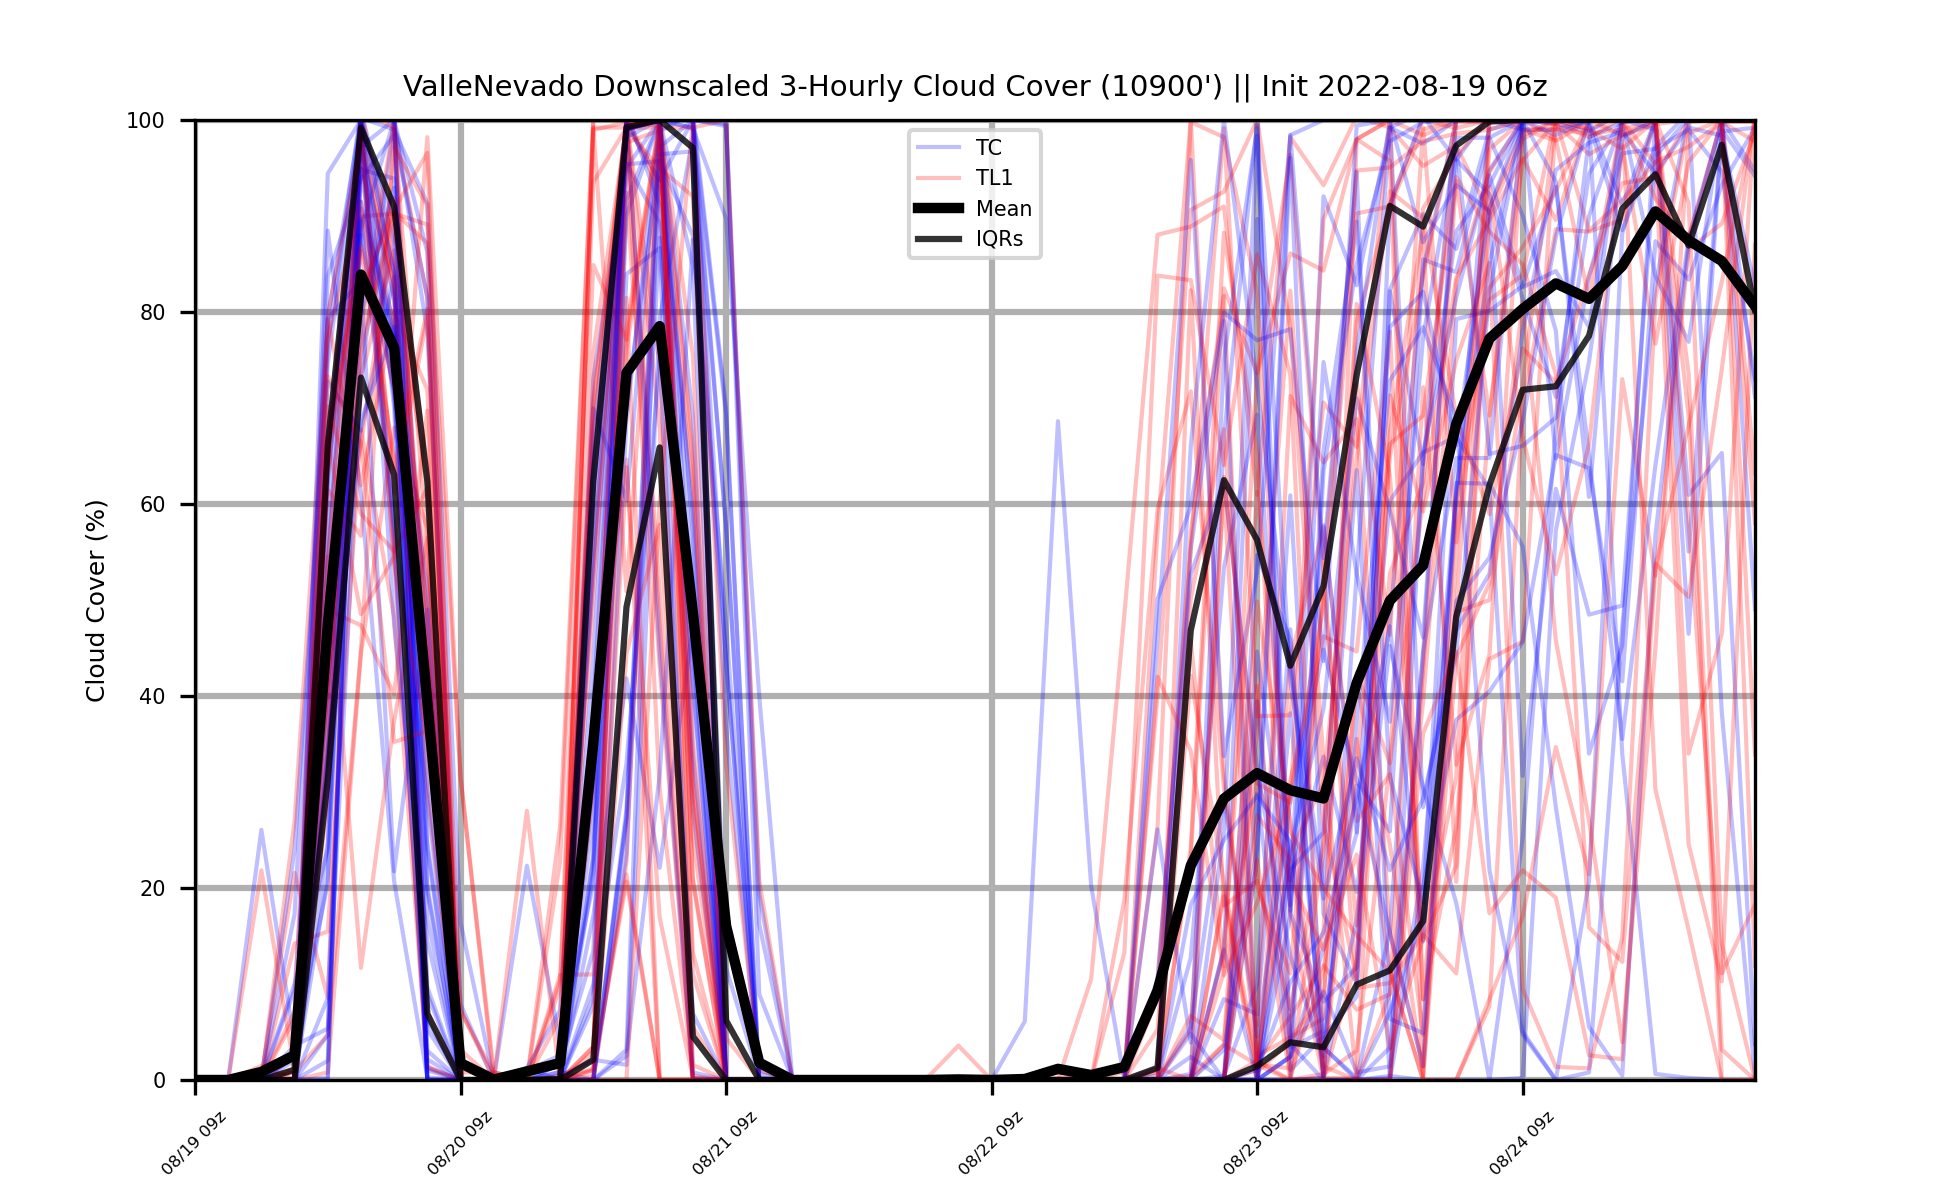 ValleNevado Downscaled 3-Hourly Cloud Cover (10900') || Init 2022-08-19 06z
TC
TL1
Mean
IQRs
Cloud Cover (%)
100
80
60
40
20
0
08/19 09z
08/20 09z
08/21 09z
08/22 09z
08/23 09z
08/24 09z